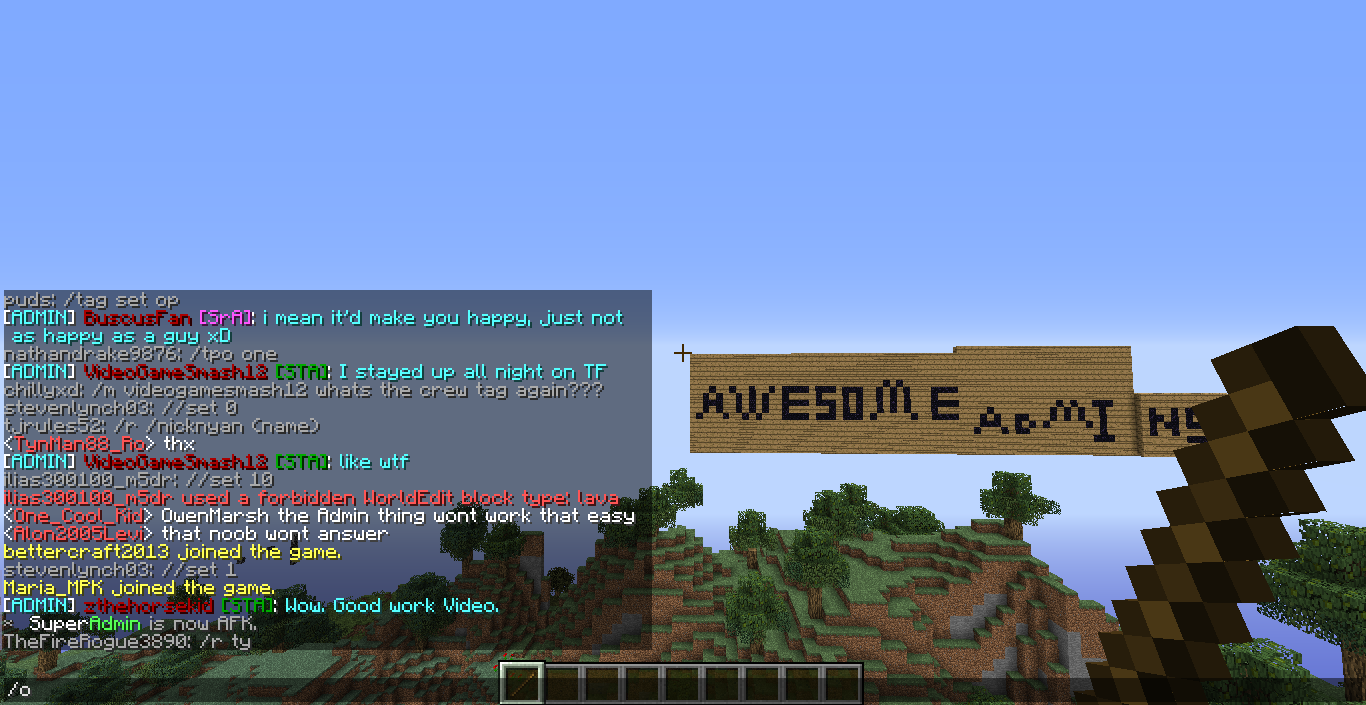 puds: /tag set op
[ADMIN] BuscusFan [SrA]: i mean it'd make you happy, just not
as happy as a guy xD
nathandrake9876: /tpo one
[ADMIN] VideoGameSmash12 [STA]: I stayed up all night on TF
chillyxd: /m videogamesmash12 whats the crew tag again???
stevenlynch03: //set 0
tjrules52: /r /nicknyan (name)
<TynMan88_Ro> thx
[ADMIN] VideoGameSmash12 [STA]: like wtf
ilias300100_m5dr: //set 10
ilias300100_m5dr used a forbidden WorldEdit block type: lava
<One_Cool_Kid> OwenMarsh the Admin thing wont work that easy
<Alon2005Levi> that noob wont answer
bettercraft2013 joined the game.
stevenlynch03: //set 1
Maria_MPK joined the game.
[ADMIN] zthehorsekid [STA]: Wow. Good work Video.
* SuperAdmin is now AFK.
TheFireRogue3890: /r ty
/o
AWESOME ADMINS